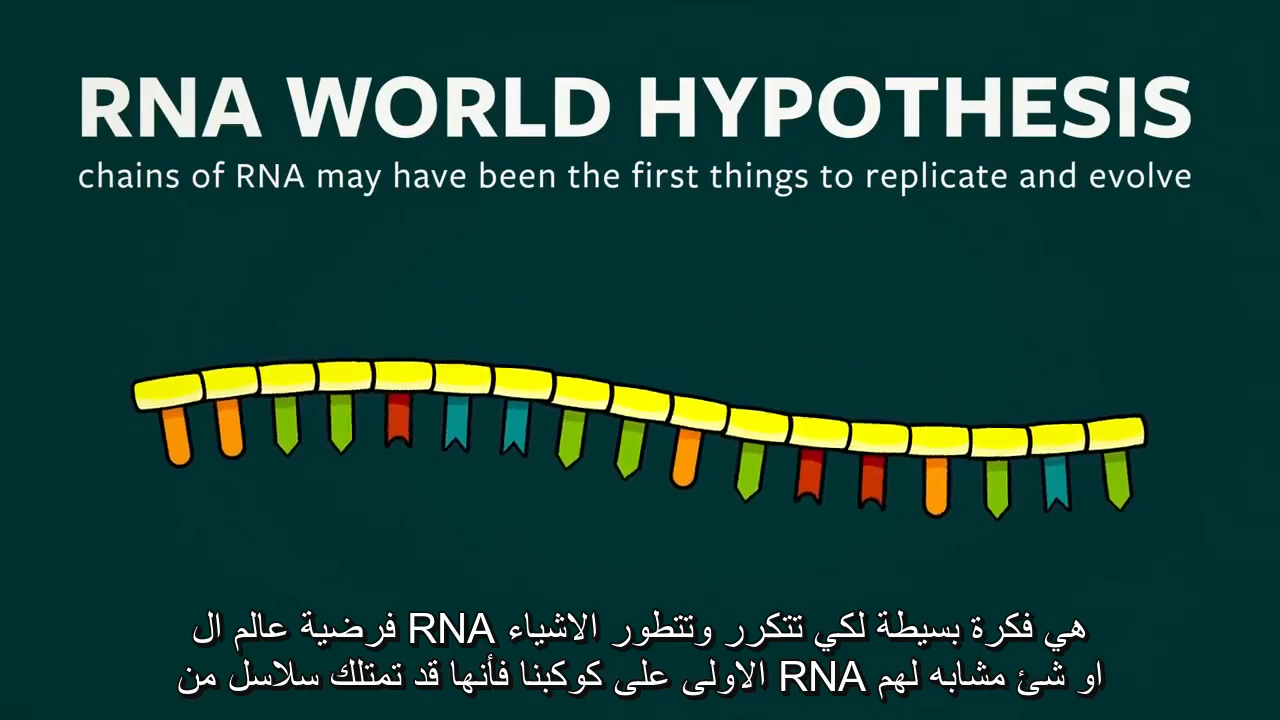 RNA WORLD HYPOTHESIS
chains of RNA may have been the first things to replicate and evolve
فرضية عالم ال RNA هي فكرة بسيطة لكي تتكرر وتتطور الاشياء
الاولى على كوكبنا فأنها قد تمتلك سلاسل من RNA او شئ مشابه لهم